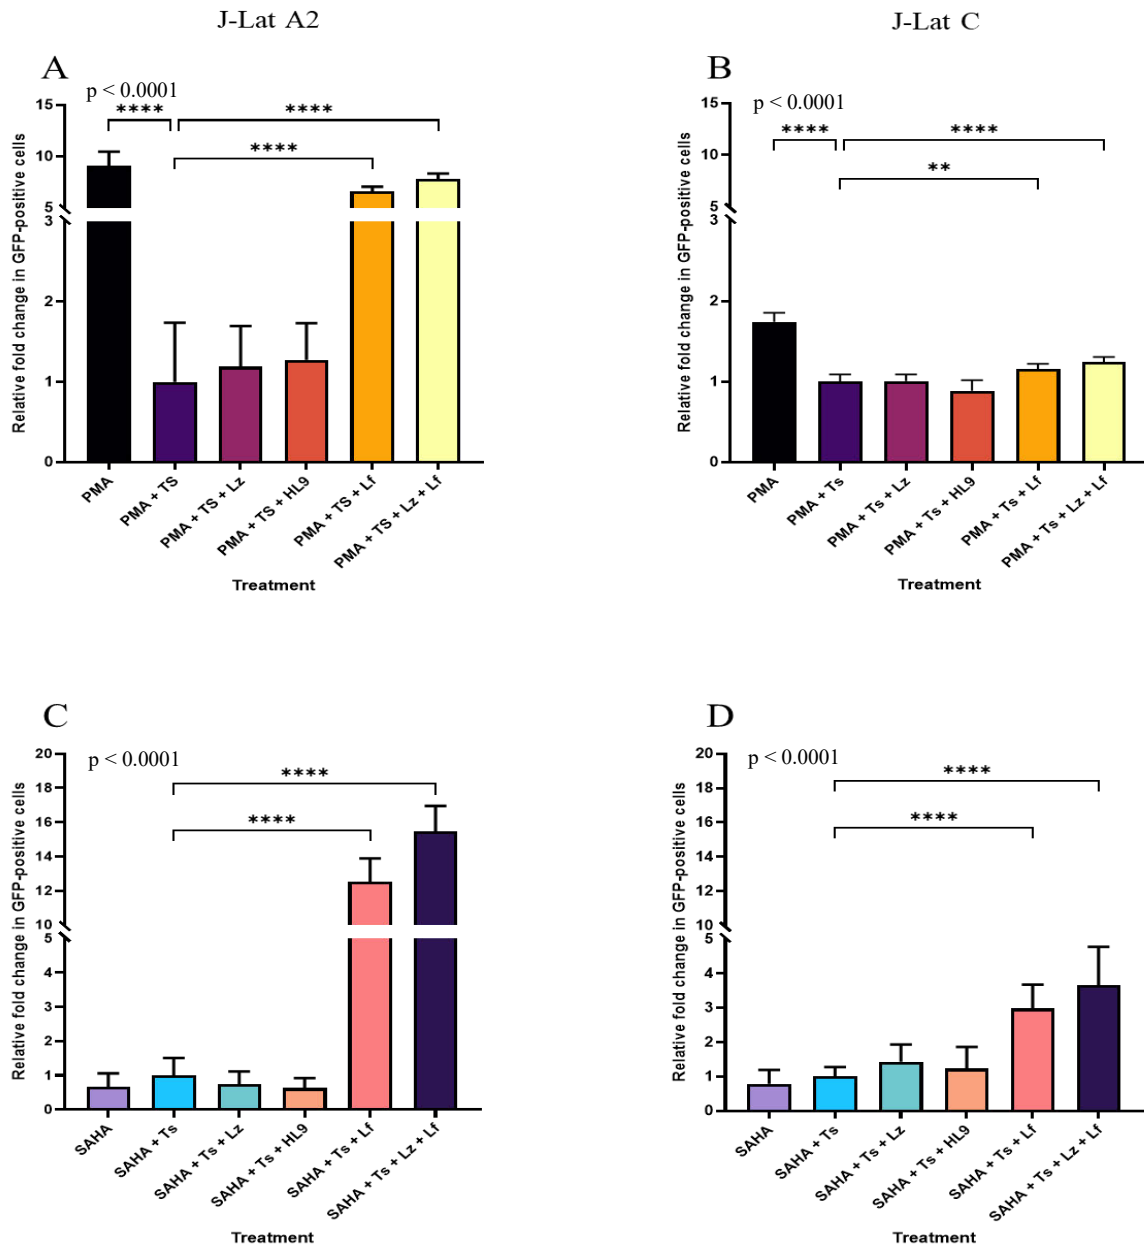 J-Lat A2
J-Lat C
A
p < 0.0001
****
****
****
15
10
5
3
2
1
0
Relative fold change in GFP-positive cells
PMA
PMA + TS
PMA + TS + Lz
PMA + TS + HL9
PMA + TS + Lf
PMA + TS + Lz + Lf
Treatment
B
p < 0.0001
****
****
**
15
10
5
3
2
1
0
Relative fold change in GFP-positive cells
PMA
PMA + Ts
PMA + Ts + Lz
PMA + Ts + HL9
PMA + Ts + Lf
PMA + Ts + Lz + Lf
Treatment
C
p < 0.0001
****
****
20
18
16
14
12
10
5
4
3
2
1
0
Relative fold change in GFP-positive cells
SAHA
SAHA + Ts
SAHA + Ts + Lz
SAHA + Ts + HL9
SAHA + Ts + Lf
SAHA + Ts + Lz + Lf
Treatment
D
p < 0.0001
****
****
20
18
16
14
12
10
5
4
3
2
1
0
Relative fold change in GFP-positive cells
SAHA
SAHA + Ts
SAHA + Ts + Lz
SAHA + Ts + HL9
SAHA + Ts + Lf
SAHA + Ts + Lz + Lf
Treatment